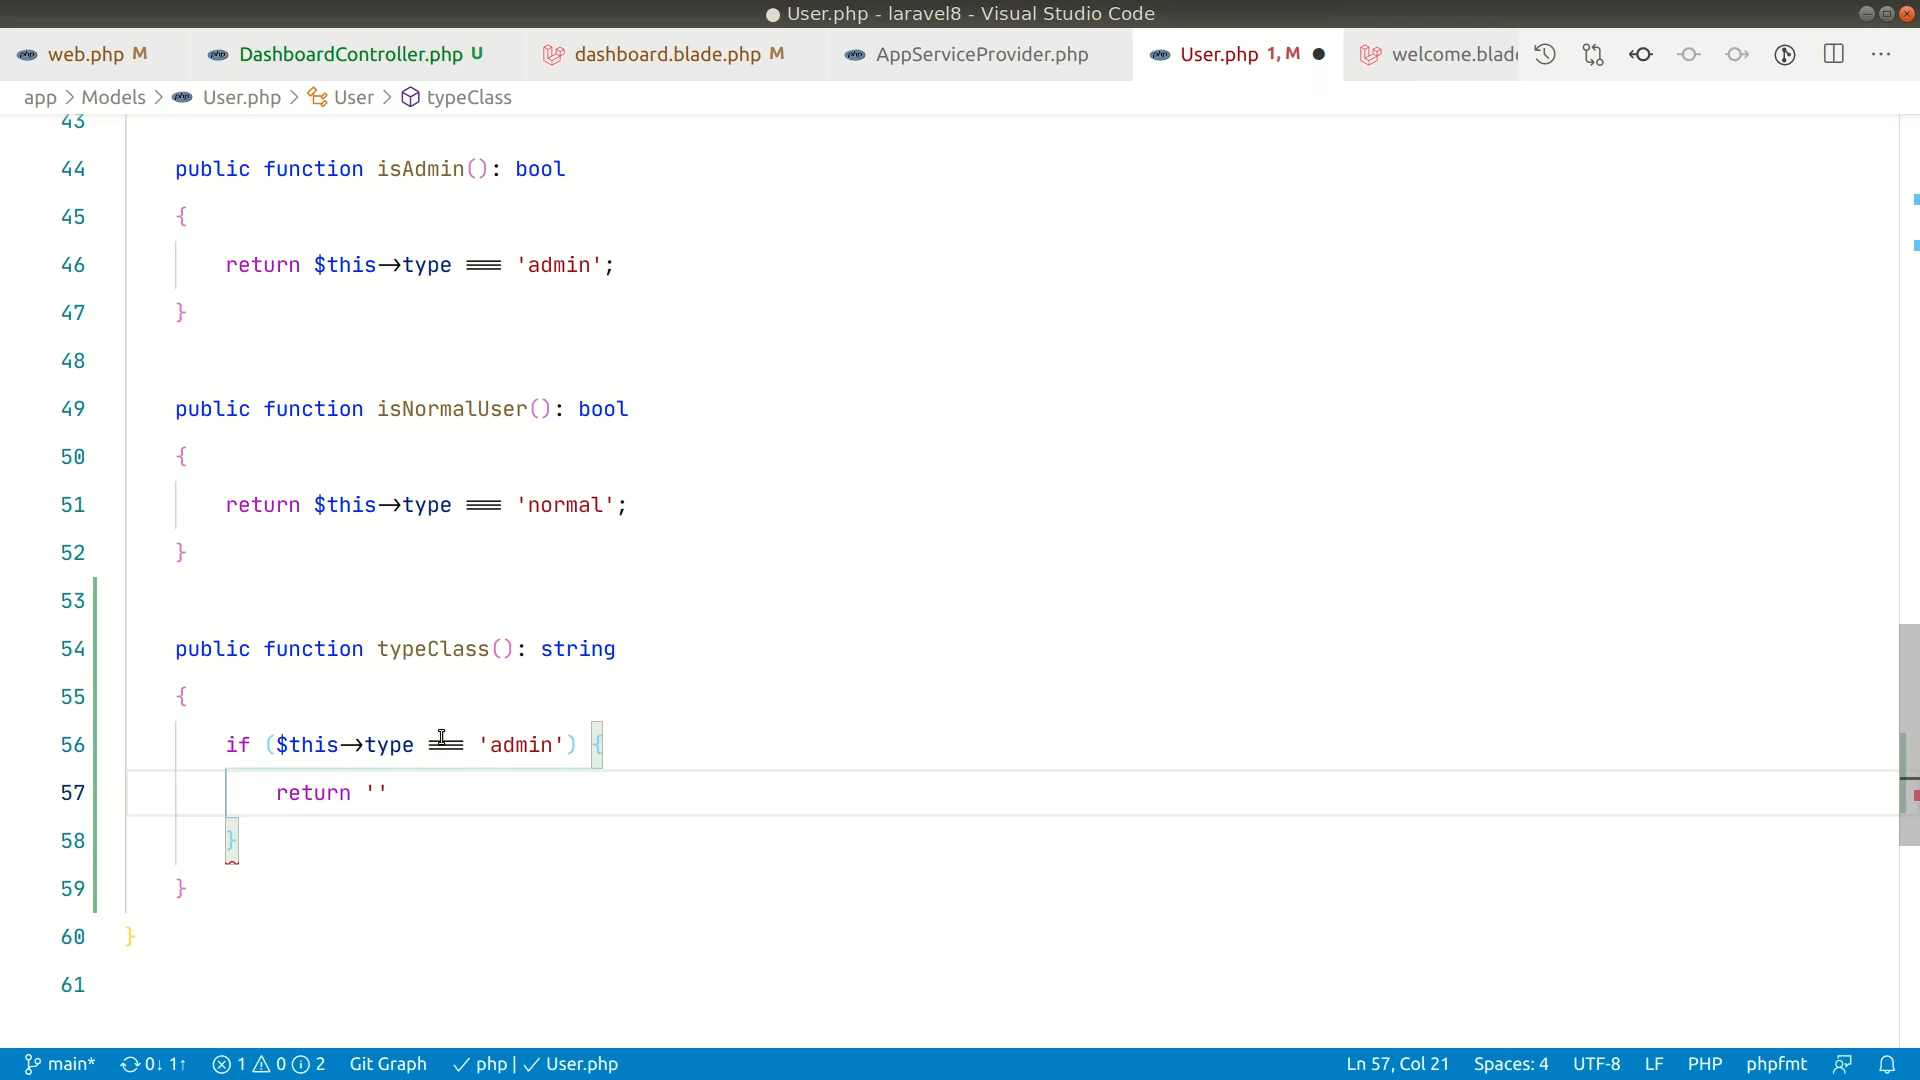 User.php - laravel8 - Visual Studio Code
web.php M DashboardController.php U dashboard.blade.php M AppServiceProvider.php User.php 1, M welcome.blade
app > Models > User.php > User > typeClass
43
44 public function isAdmin(): bool
45 {
46 return $this->type === 'admin';
47 }
48
49 public function isNormalUser(): bool
50 {
51 return $this->type === 'normal';
52 }
53
54 public function typeClass(): string
55 {
56 if ($this->type === 'admin') {
57 return ''
58 }
59 }
60 }
61
main* 0↓ 1↑ 1 0 2 Git Graph ✓ php | ✓ User.php Ln 57, Col 21 Spaces: 4 UTF-8 LF PHP phpfmt